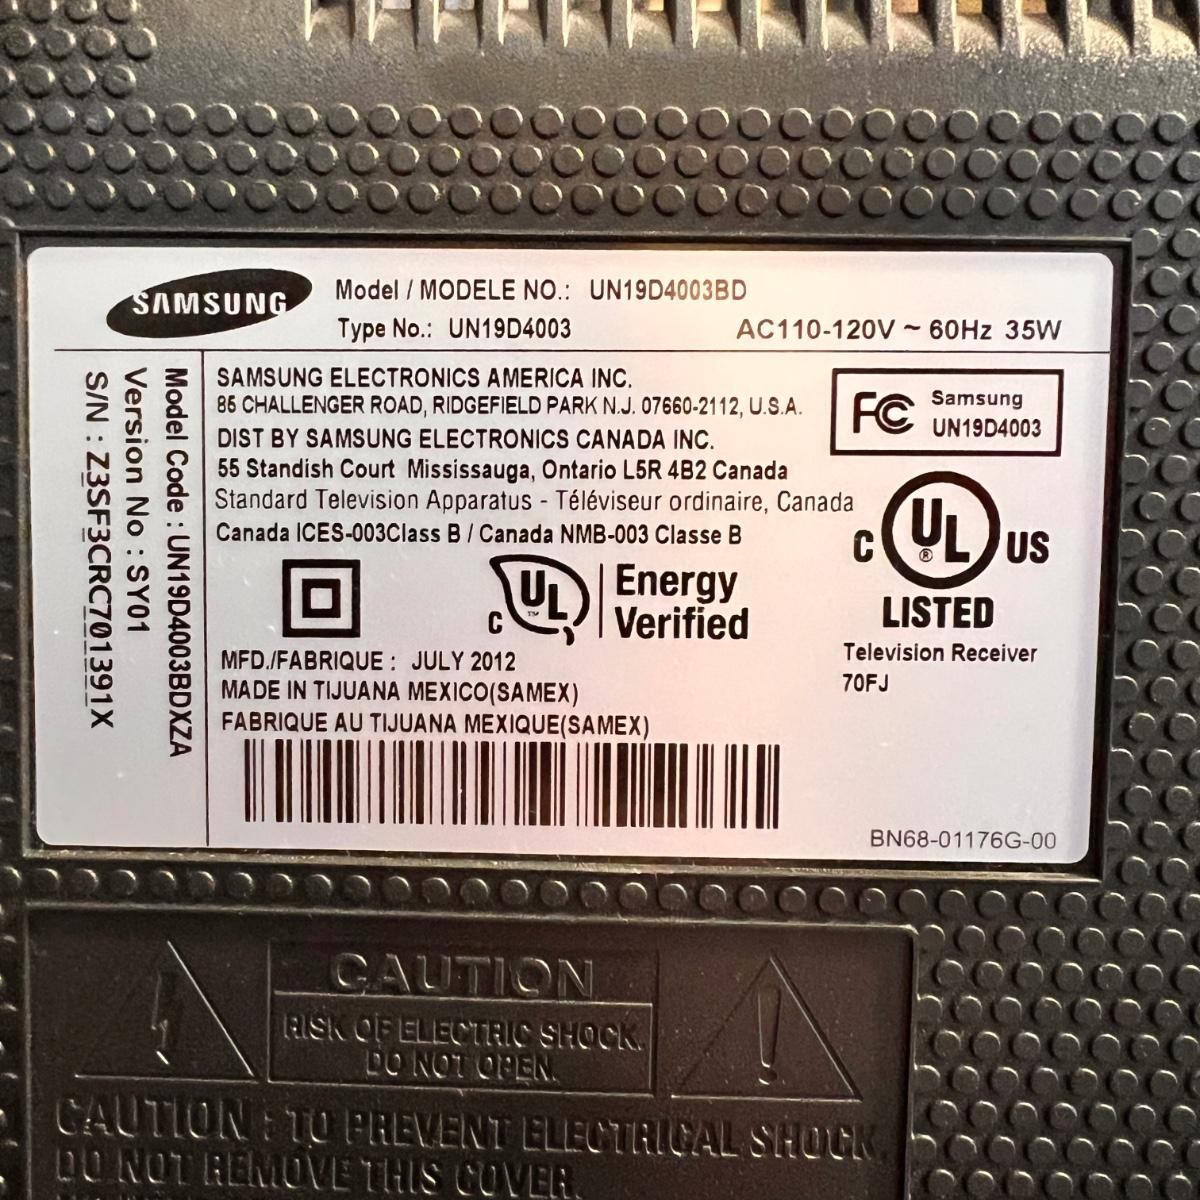 SAMSUNG
Model / MODELE NO.: UN19D4003BD
Type No.: UN19D4003
AC110-120V ~ 60Hz 35W
Model Code : UN19D4003BDXZA
Version No : SY01
S/N : Z3SF3CRC701391X
SAMSUNG ELECTRONICS AMERICA INC.
85 CHALLENGER ROAD, RIDGEFIELD PARK N.J. 07660-2112, U.S.A.
DIST BY SAMSUNG ELECTRONICS CANADA INC.
55 Standish Court Mississauga, Ontario L5R 4B2 Canada
Standard Television Apparatus - Téléviseur ordinaire, Canada
Canada ICES-003Class B / Canada NMB-003 Classe B
FC Samsung
UN19D4003
C UL ® US
LISTED
Television Receiver
70FJ
C UL ™ Energy
Verified
MFD./FABRIQUE : JULY 2012
MADE IN TIJUANA MEXICO(SAMEX)
FABRIQUE AU TIJUANA MEXIQUE(SAMEX)
BN68-01176G-00
CAUTION
RISK OF ELECTRIC SHOCK.
DO NOT OPEN.
CAUTION : TO PREVENT ELECTRICAL SHOCK,
DO NOT REMOVE THIS COVER.